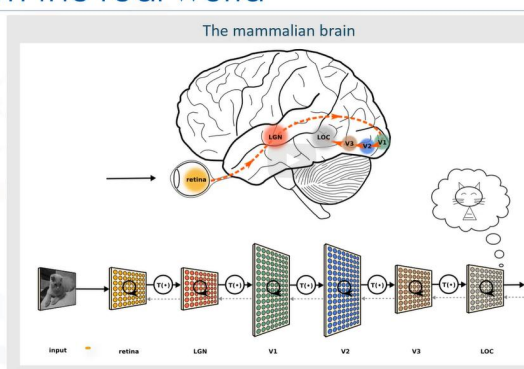 The mammalian brain
LGN
LOC
V3
V2
V1
retina
T(•)
T(•)
T(•)
T(•)
T(•)
input
retina
LGN
V1
V2
V3
LOC